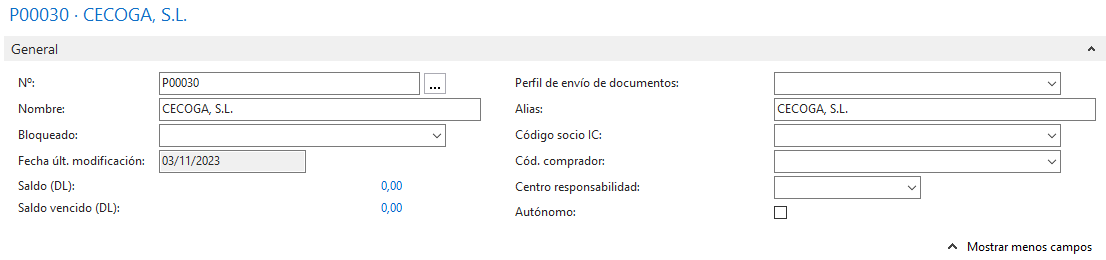 P00030 · CECOGA, S.L.
General
Nº: P00030 ...
Nombre: CECOGA, S.L.
Bloqueado:
Fecha últ. modificación: 03/11/2023
Saldo (DL): 0,00
Saldo vencido (DL): 0,00
Perfil de envío de documentos:
Alias: CECOGA, S.L.
Código socio IC:
Cód. comprador:
Centro responsabilidad:
Autónomo:
Mostrar menos campos